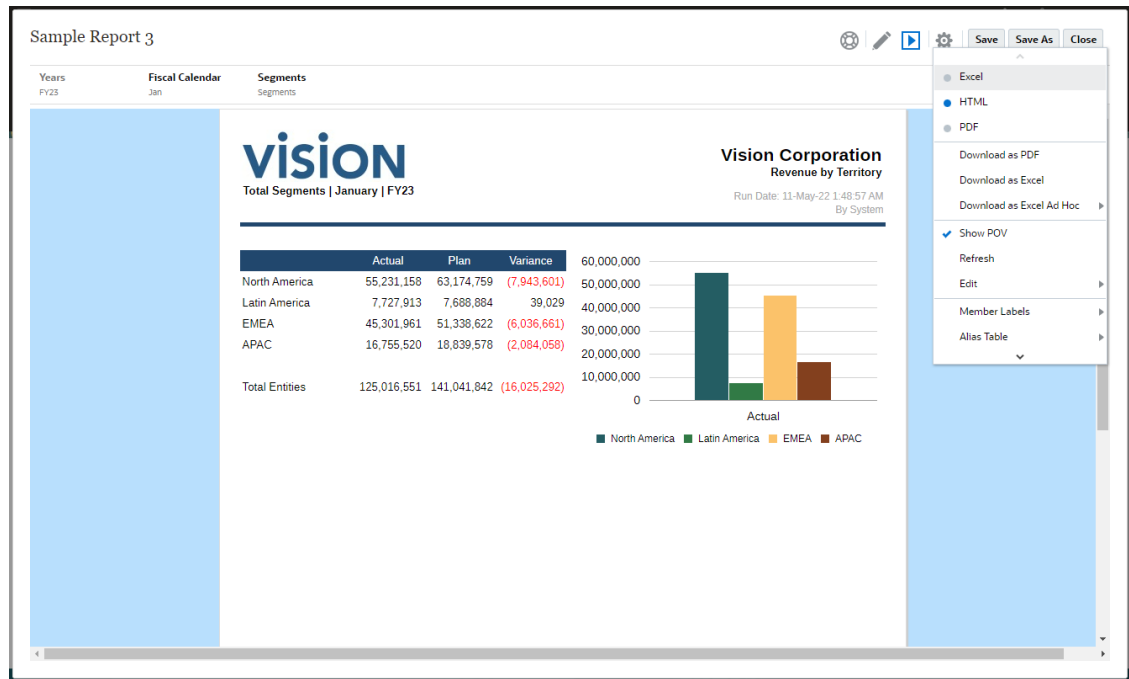 Sample Report 3
Save Save As Close
Years Fiscal Calendar Segments
FY23 Jan Segments
Excel
HTML
PDF
Download as PDF
Download as Excel
Download as Excel Ad Hoc
Show POV
Refresh
Edit
Member Labels
Alias Table
vision
Total Segments | January | FY23
Vision Corporation
Revenue by Territory
Run Date: 11-May-22 1:48:57 AM
By System
Actual Plan Variance
North America 55,231,158 63,174,759 (7,943,601)
Latin America 7,727,913 7,688,884 39,029
EMEA 45,301,961 51,338,622 (6,036,661)
APAC 16,755,520 18,839,578 (2,084,058)
Total Entities 125,016,551 141,041,842 (16,025,292)
60,000,000
50,000,000
40,000,000
30,000,000
20,000,000
10,000,000
0
Actual
North America Latin America EMEA APAC